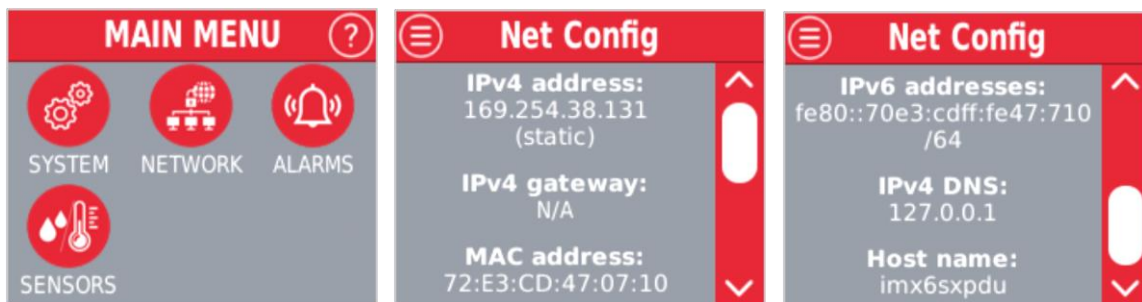 MAIN MENU
?
SYSTEM
NETWORK
ALARMS
SENSORS
Net Config
IPv4 address:
169.254.38.131
(static)
IPv4 gateway:
N/A
MAC address:
72:E3:CD:47:07:10
Net Config
IPv6 addresses:
fe80::70e3:cdff:fe47:710
/64
IPv4 DNS:
127.0.0.1
Host name:
imx6sxpdu